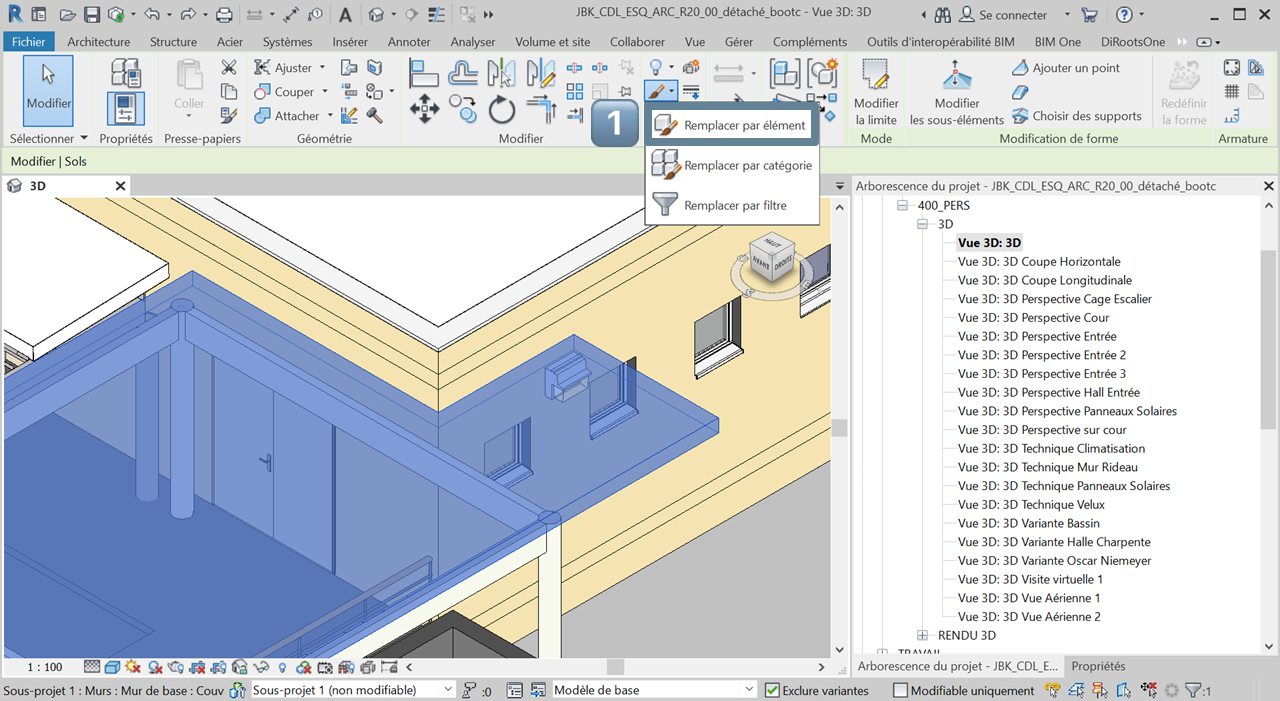 JBK_CDL_ESQ_ARC_R20_00_détaché_bootc - Vue 3D: 3D
Se connecter
Fichier Architecture Structure Acier Systèmes Insérer Annoter Analyser Volume et site Collaborer Vue Gérer Compléments Outils d'interopérabilité BIM BIM One DiRootsOne
Modifier
Coller
Ajuster
Couper
Attacher
1
Remplacer par élément
Remplacer par catégorie
Remplacer par filtre
Modifier
la limite
Modifier
les sous-éléments
Ajouter un point
Choisir des supports
Redéfinir
la forme
Sélectionner Propriétés Presse-papiers Géométrie Modifier Mode Modification de forme Armature
Modifier | Sols
3D
HAUT
AVANT
DROITE
Arborescence du projet - JBK_CDL_ESQ_ARC_R20_00_détaché_bootc
400_PERS
3D
Vue 3D: 3D
Vue 3D: 3D Coupe Horizontale
Vue 3D: 3D Coupe Longitudinale
Vue 3D: 3D Perspective Cage Escalier
Vue 3D: 3D Perspective Cour
Vue 3D: 3D Perspective Entrée
Vue 3D: 3D Perspective Entrée 2
Vue 3D: 3D Perspective Entrée 3
Vue 3D: 3D Perspective Hall Entrée
Vue 3D: 3D Perspective Panneaux Solaires
Vue 3D: 3D Perspective sur cour
Vue 3D: 3D Technique Climatisation
Vue 3D: 3D Technique Mur Rideau
Vue 3D: 3D Technique Panneaux Solaires
Vue 3D: 3D Technique Velux
Vue 3D: 3D Variante Bassin
Vue 3D: 3D Variante Halle Charpente
Vue 3D: 3D Variante Oscar Niemeyer
Vue 3D: 3D Visite virtuelle 1
Vue 3D: 3D Vue Aérienne 1
Vue 3D: 3D Vue Aérienne 2
RENDU 3D
TRAVAIL
1 : 100
Arborescence du projet - JBK_CDL_E... Propriétés
Sous-projet 1 : Murs : Mur de base : Couv Sous-projet 1 (non modifiable) :0 Modèle de base Exclure variantes Modifiable uniquement :1